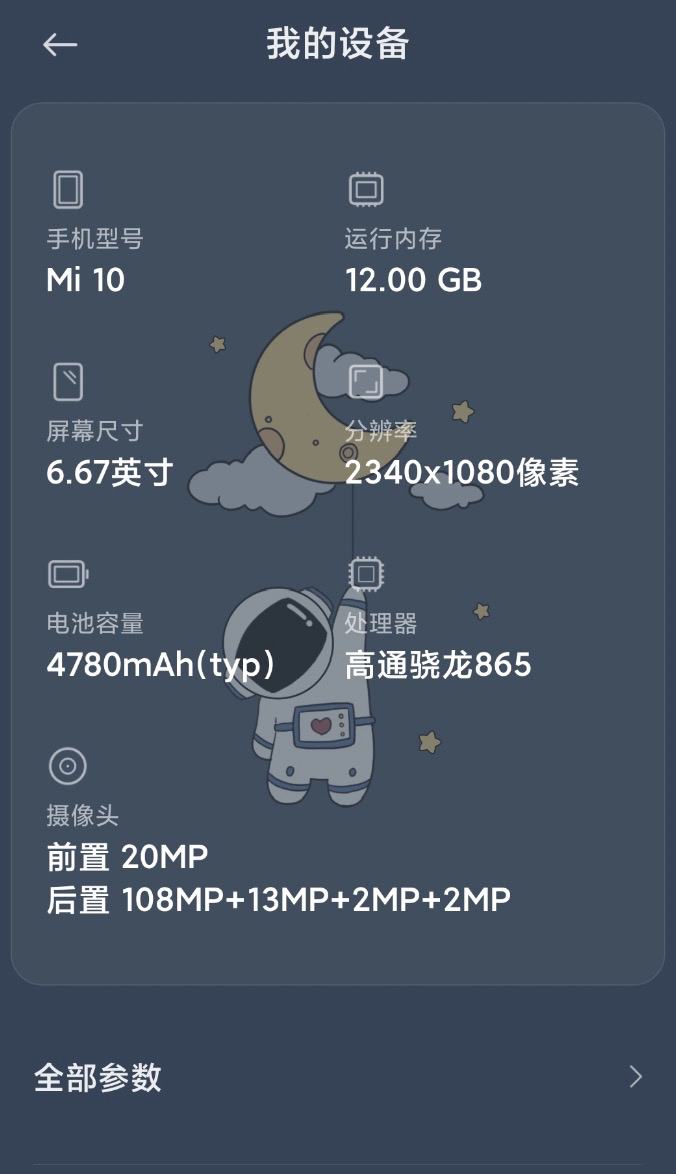 我的设备
手机型号
Mi 10
运行内存
12.00 GB
屏幕尺寸
6.67英寸
分辨率
2340x1080像素
电池容量
4780mAh(typ)
处理器
高通骁龙865
摄像头
前置 20MP
后置 108MP+13MP+2MP+2MP
全部参数